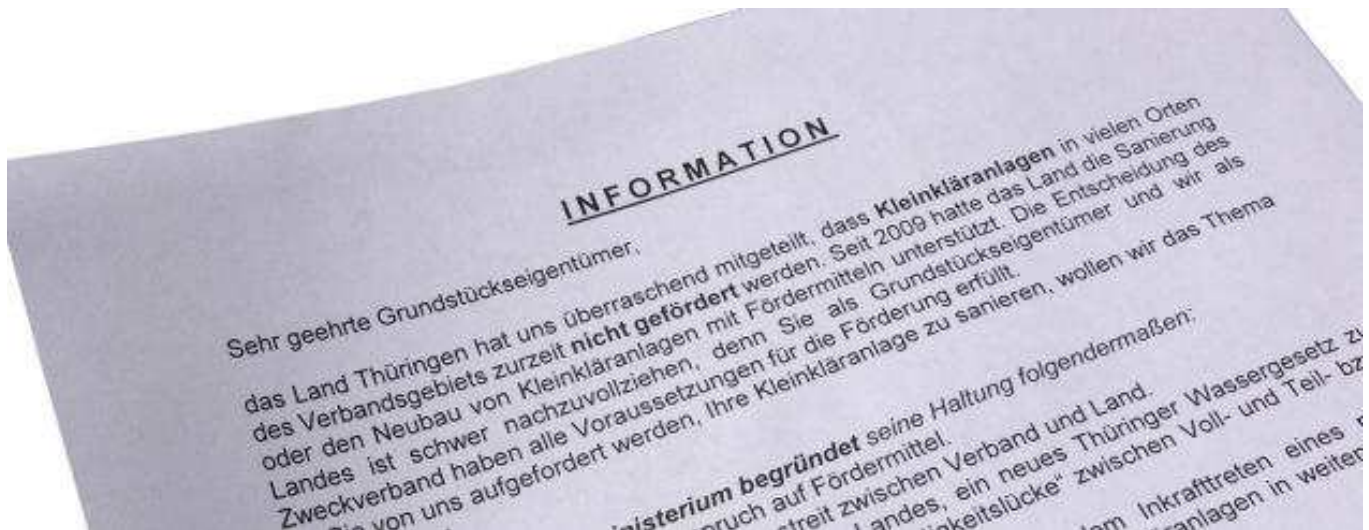 INFORMATION
Sehr geehrte Grundstückseigentümer,
das Land Thüringen hat uns überraschend mitgeteilt, dass Kleinkläranlagen in vielen Orten
des Verbandsgebiets zurzeit nicht gefördert werden. Seit 2009 hatte das Land die Sanierung
oder den Neubau von Kleinkläranlagen mit Fördermitteln unterstützt. Die Entscheidung des
Landes ist schwer nachzuvollziehen, denn Sie als Grundstückseigentümer und wir als
Zweckverband haben alle Voraussetzungen für die Förderung erfüllt.
Sie von uns aufgefordert werden, Ihre Kleinkläranlage zu sanieren, wollen wir das Thema
begründet seine Haltung folgendermaßen:
auf Fördermittel.
zwischen Verband und Land.
Landes, ein neues Thüringer Wassergesetz zu
zwischen Voll- und Teil-
Inkrafttreten eines
in weiten